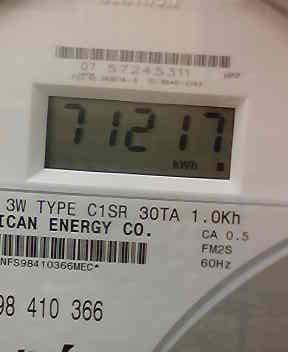 07 57245311
71217
kWh
3W TYPE C1SR 30TA 1.0Kh
ICAN ENERGY CO.
CA 0.5
FM2S
60Hz
NFS98410366MEC*
98 410 366